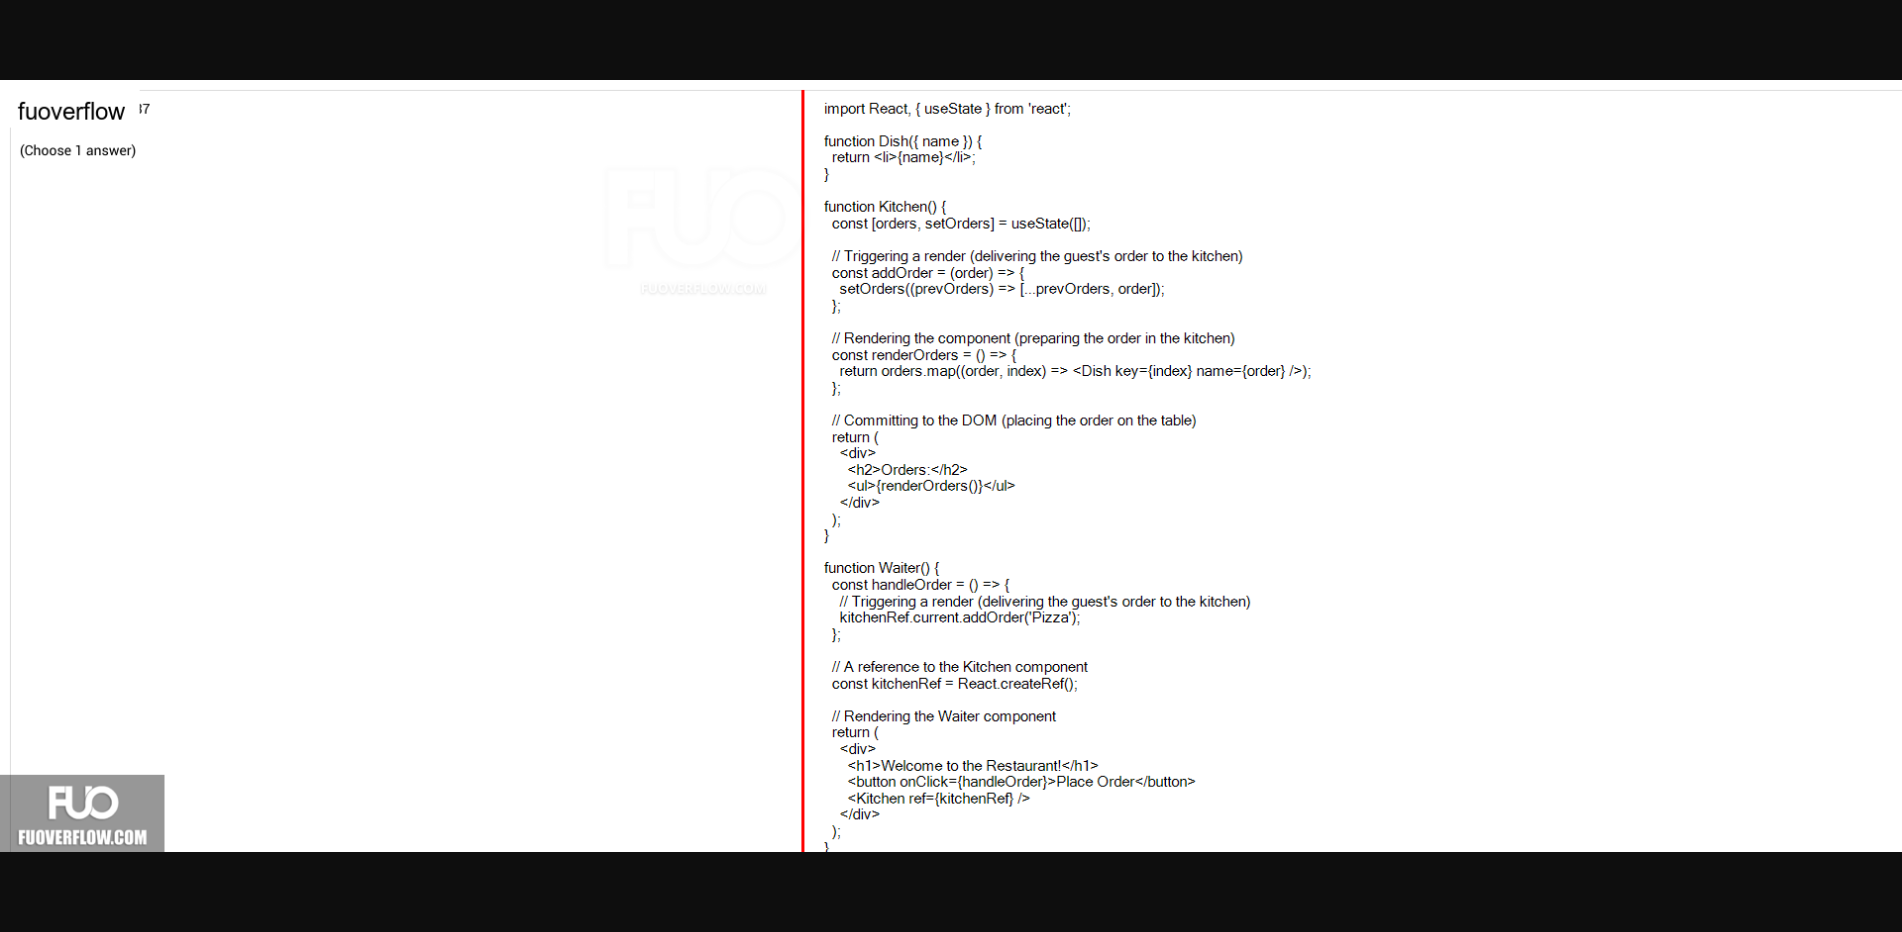 fuoverflow 37
(Choose 1 answer)
FUO
FUOVERFLOW.COM
import React, { useState } from 'react';
function Dish({ name }) {
return <li>{name}</li>;
}
function Kitchen() {
const [orders, setOrders] = useState([]);
// Triggering a render (delivering the guest's order to the kitchen)
const addOrder = (order) => {
setOrders((prevOrders) => [...prevOrders, order]);
};
// Rendering the component (preparing the order in the kitchen)
const renderOrders = () => {
return orders.map((order, index) => <Dish key={index} name={order} />);
};
// Committing to the DOM (placing the order on the table)
return (
<div>
<h2>Orders:</h2>
<ul>{renderOrders()}</ul>
</div>
);
}
function Waiter() {
const handleOrder = () => {
// Triggering a render (delivering the guest's order to the kitchen)
kitchenRef.current.addOrder('Pizza');
};
// A reference to the Kitchen component
const kitchenRef = React.createRef();
// Rendering the Waiter component
return (
<div>
<h1>Welcome to the Restaurant!</h1>
<button onClick={handleOrder}>Place Order</button>
<Kitchen ref={kitchenRef} />
</div>
);
}
FUO
FUOVERFLOW.COM